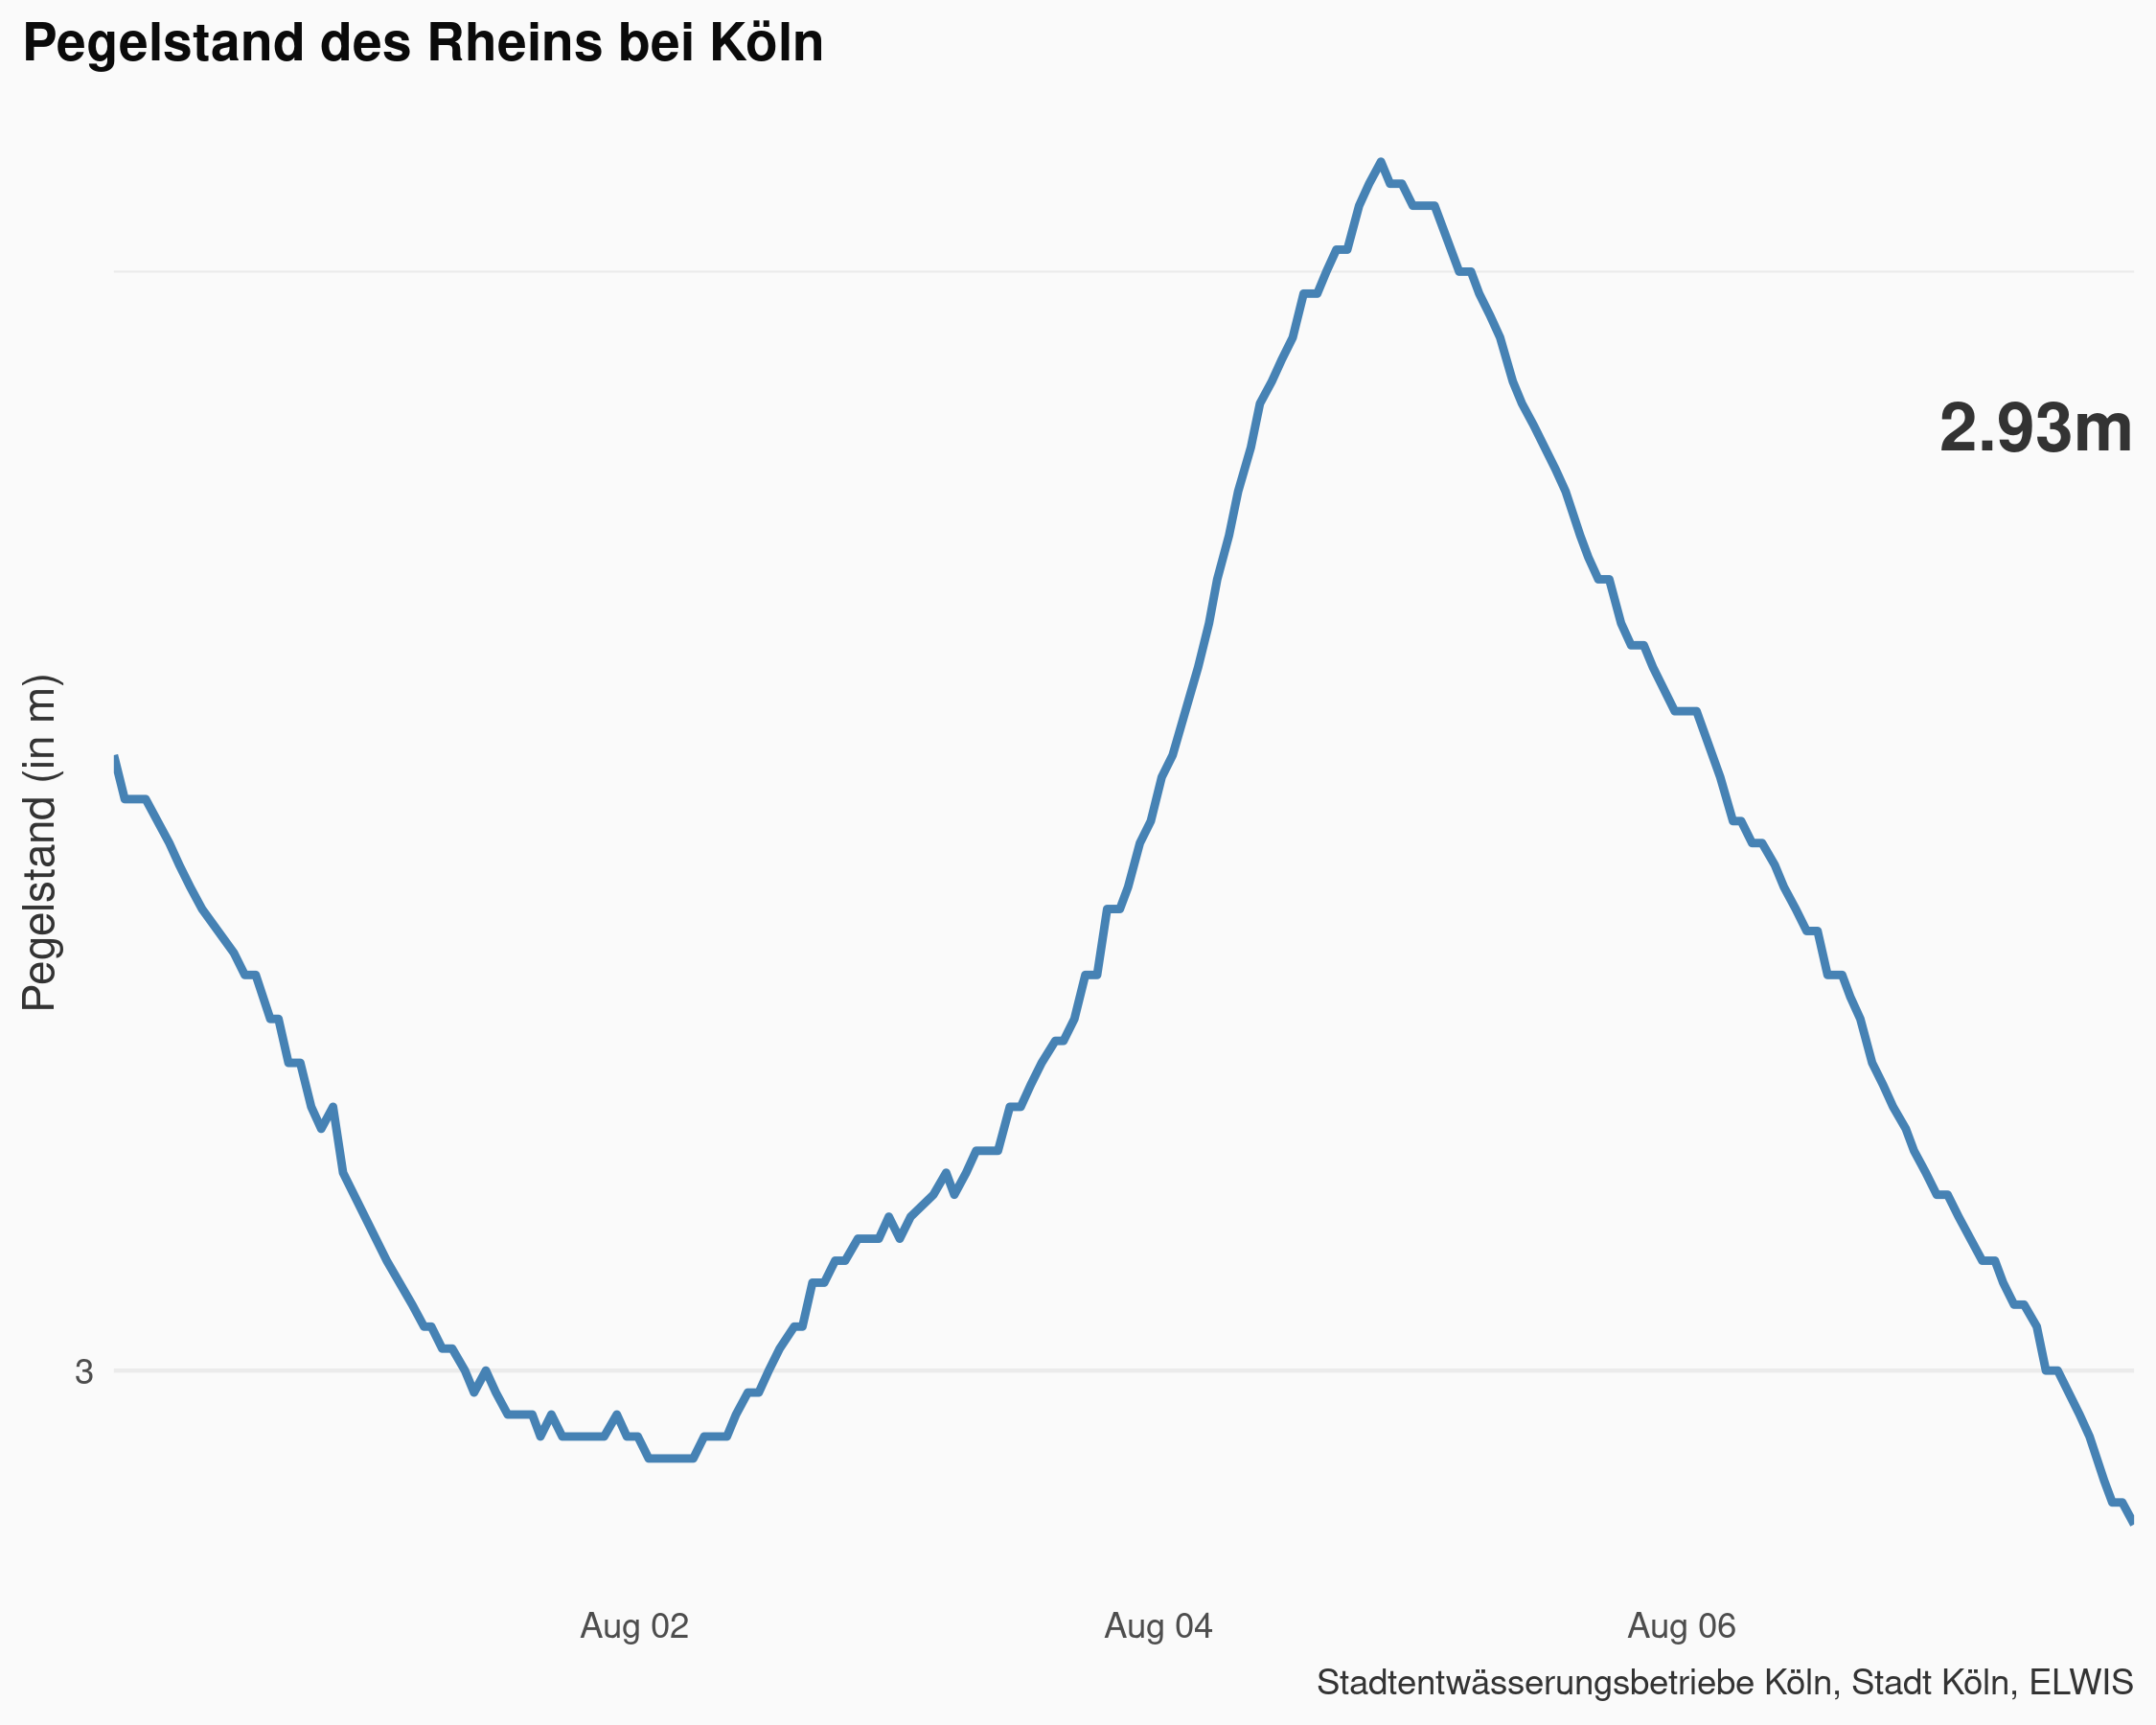 Pegelstand des Rheins bei Köln
2.93m
Pegelstand (in m)
3
Aug 02
Aug 04
Aug 06
Stadtentwässerungsbetriebe Köln, Stadt Köln, ELWIS